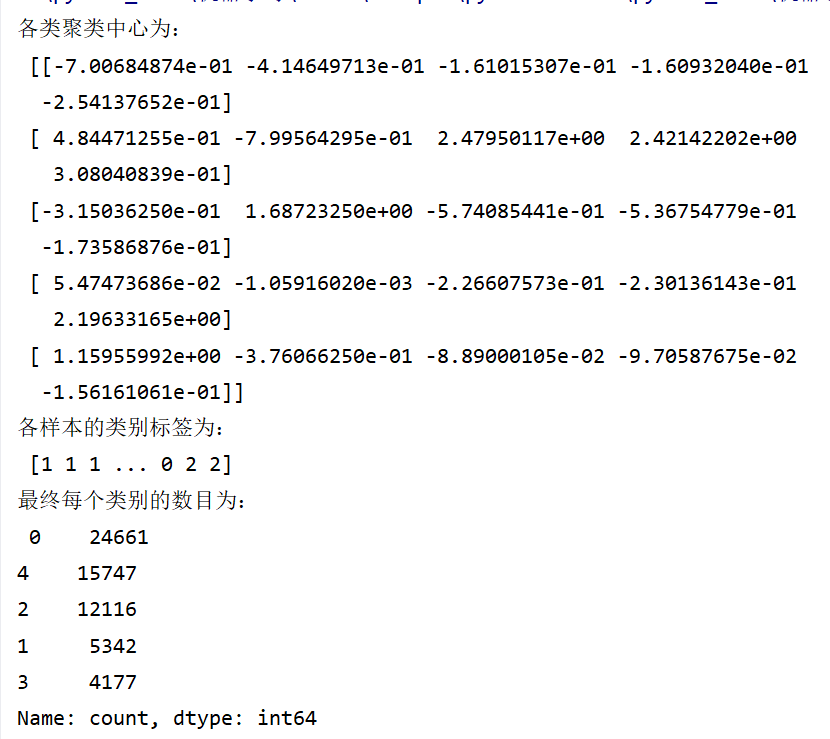 各类聚类中心为:
[[-7.00684874e-01 -4.14649713e-01 -1.61015307e-01 -1.60932040e-01
-2.54137652e-01]
[ 4.84471255e-01 -7.99564295e-01 2.47950117e+00 2.42142202e+00
3.08040839e-01]
[-3.15036250e-01 1.68723250e+00 -5.74085441e-01 -5.36754779e-01
-1.73586876e-01]
[ 5.47473686e-02 -1.05916020e-03 -2.26607573e-01 -2.30136143e-01
2.19633165e+00]
[ 1.15955992e+00 -3.76066250e-01 -8.89000105e-02 -9.70587675e-02
-1.56161061e-01]]
各样本的类别标签为:
[1 1 1 ... 0 2 2]
最终每个类别的数目为:
0 24661
4 15747
2 12116
1 5342
3 4177
Name: count, dtype: int64